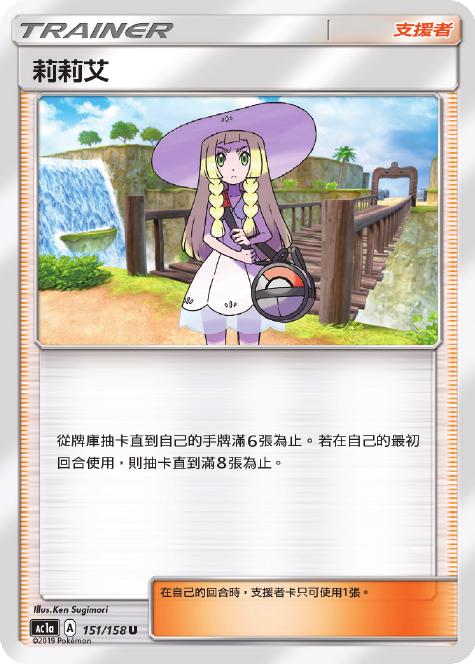 TRAINER
支援者
莉莉艾
從牌庫抽卡直到自己的手牌滿6張為止。若在自己的最初
回合使用，則抽卡直到滿8張為止。
在自己的回合時，支援者卡只可使用1張。
Illus.Ken Sugimori
AC1a A 151/158 U
©2019 Pokémon